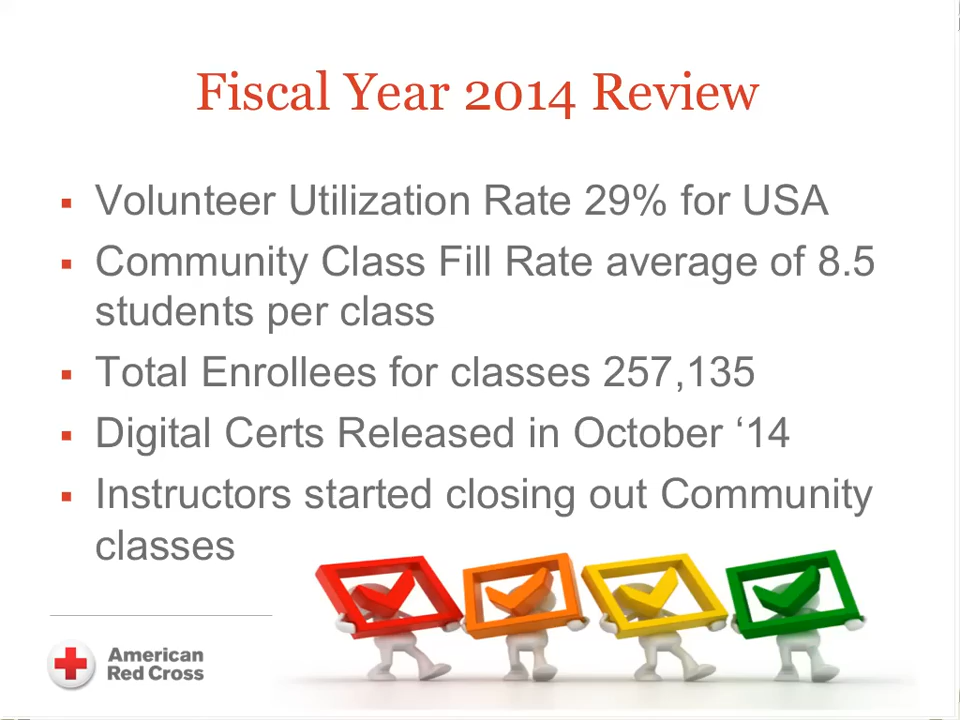 Fiscal Year 2014 Review
▪ Volunteer Utilization Rate 29% for USA
▪ Community Class Fill Rate average of 8.5
students per class
▪ Total Enrollees for classes 257,135
▪ Digital Certs Released in October ‘14
▪ Instructors started closing out Community
classes
American
Red Cross